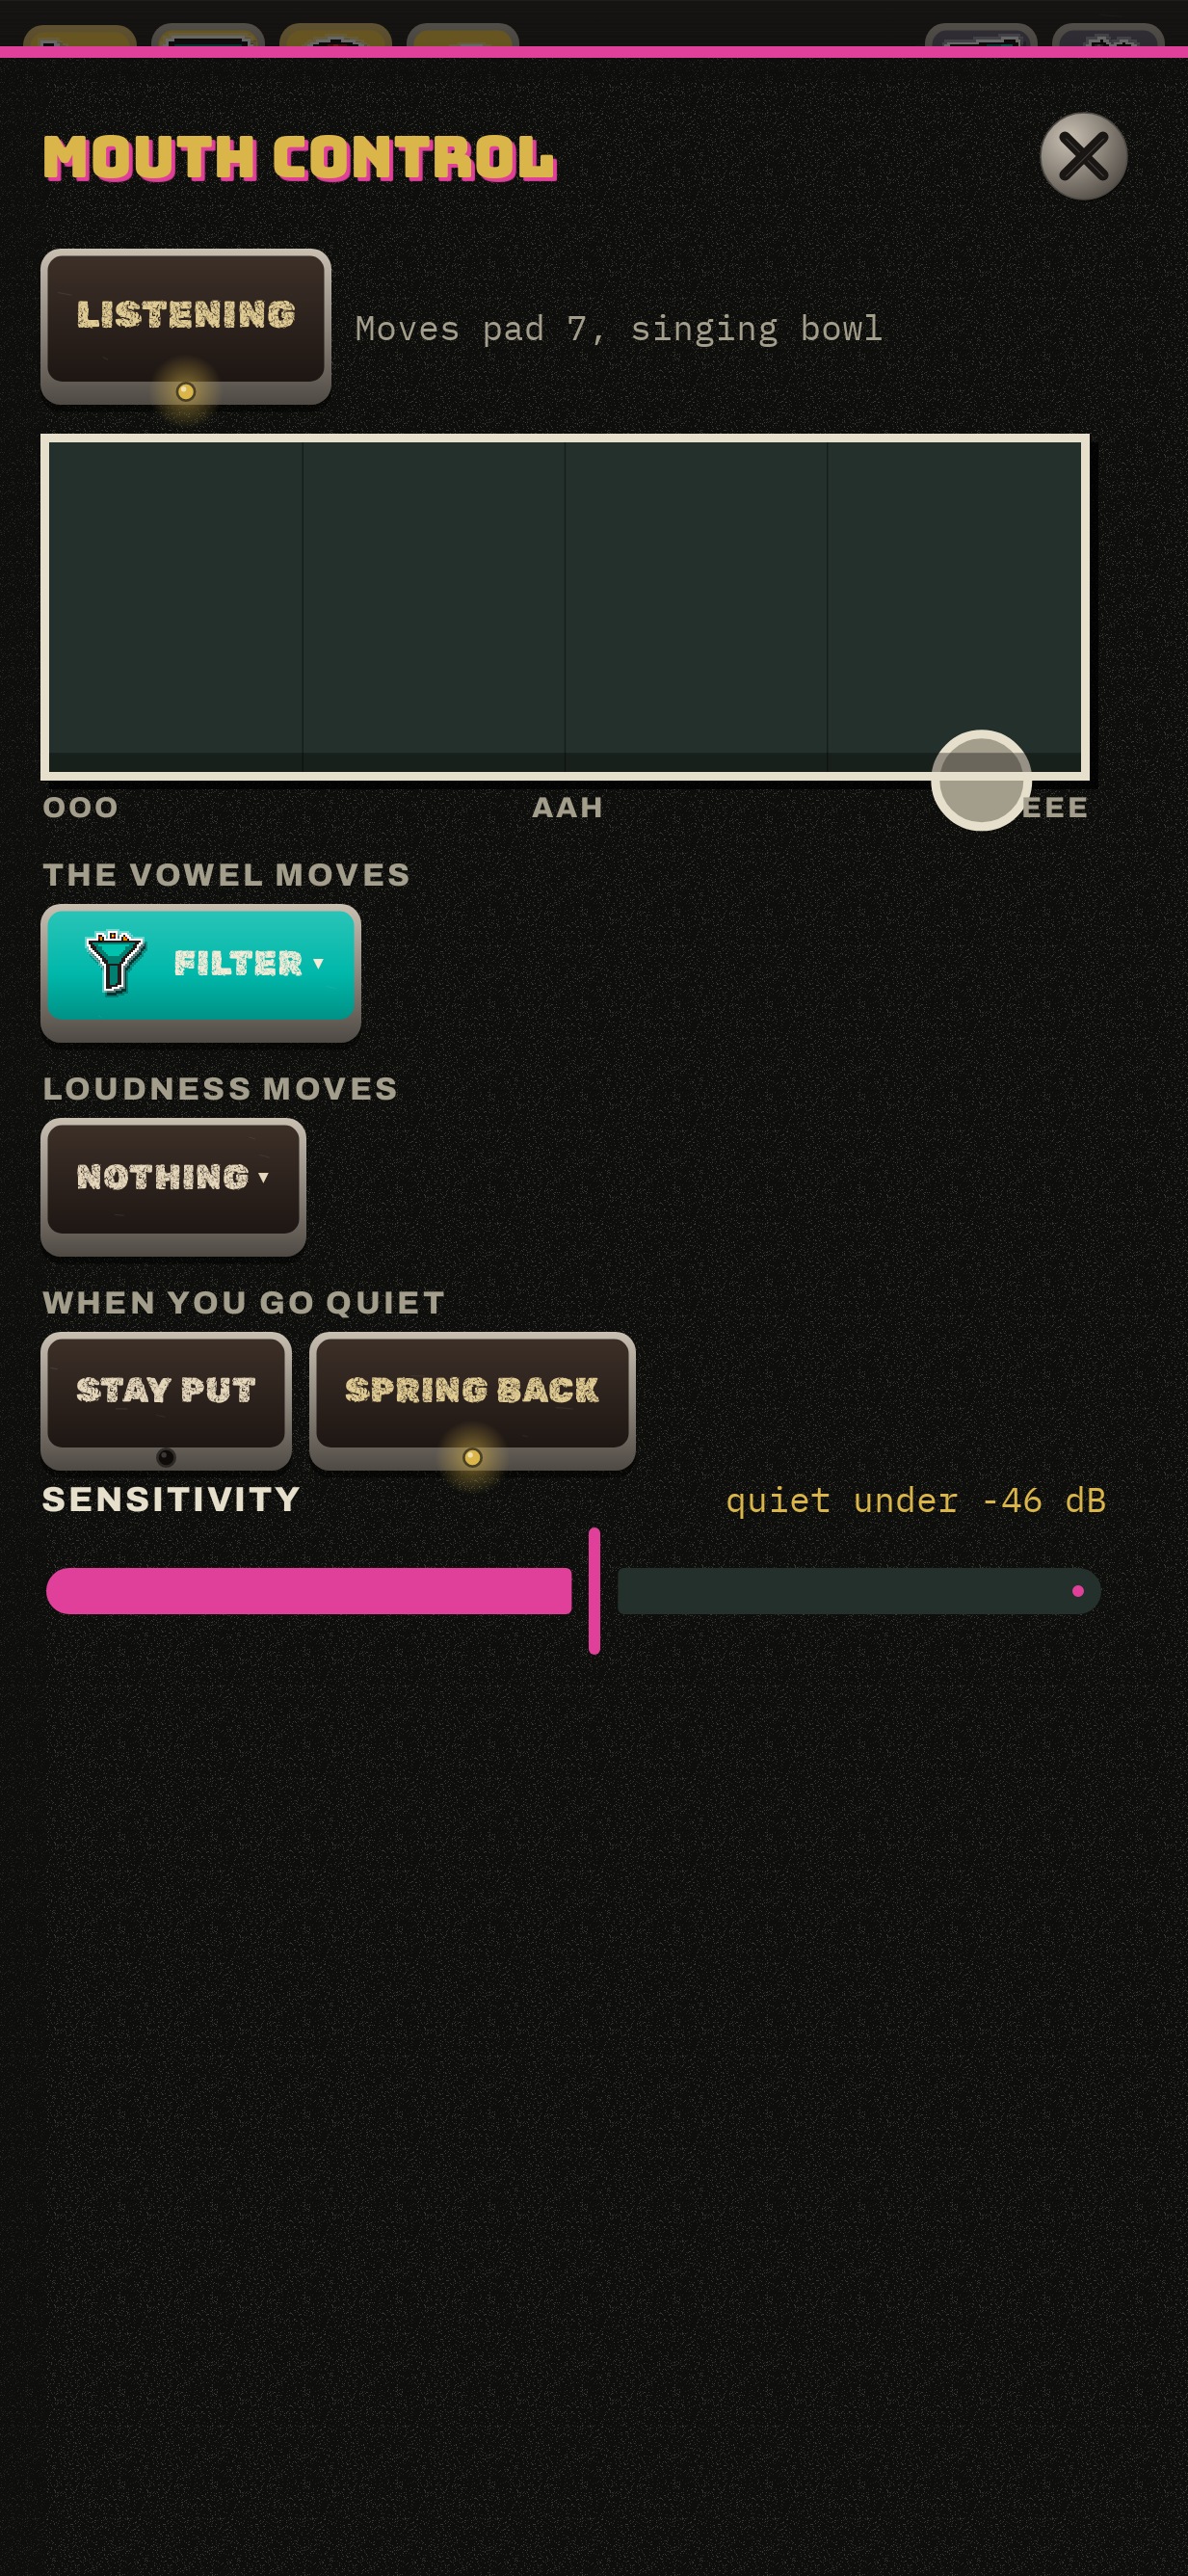 MOUTH CONTROL
LISTENING
Moves pad 7, singing bowl
OOO AAH EEE
THE VOWEL MOVES
FILTER ▾
LOUDNESS MOVES
NOTHING ▾
WHEN YOU GO QUIET
STAY PUT SPRING BACK
SENSITIVITY quiet under -46 dB